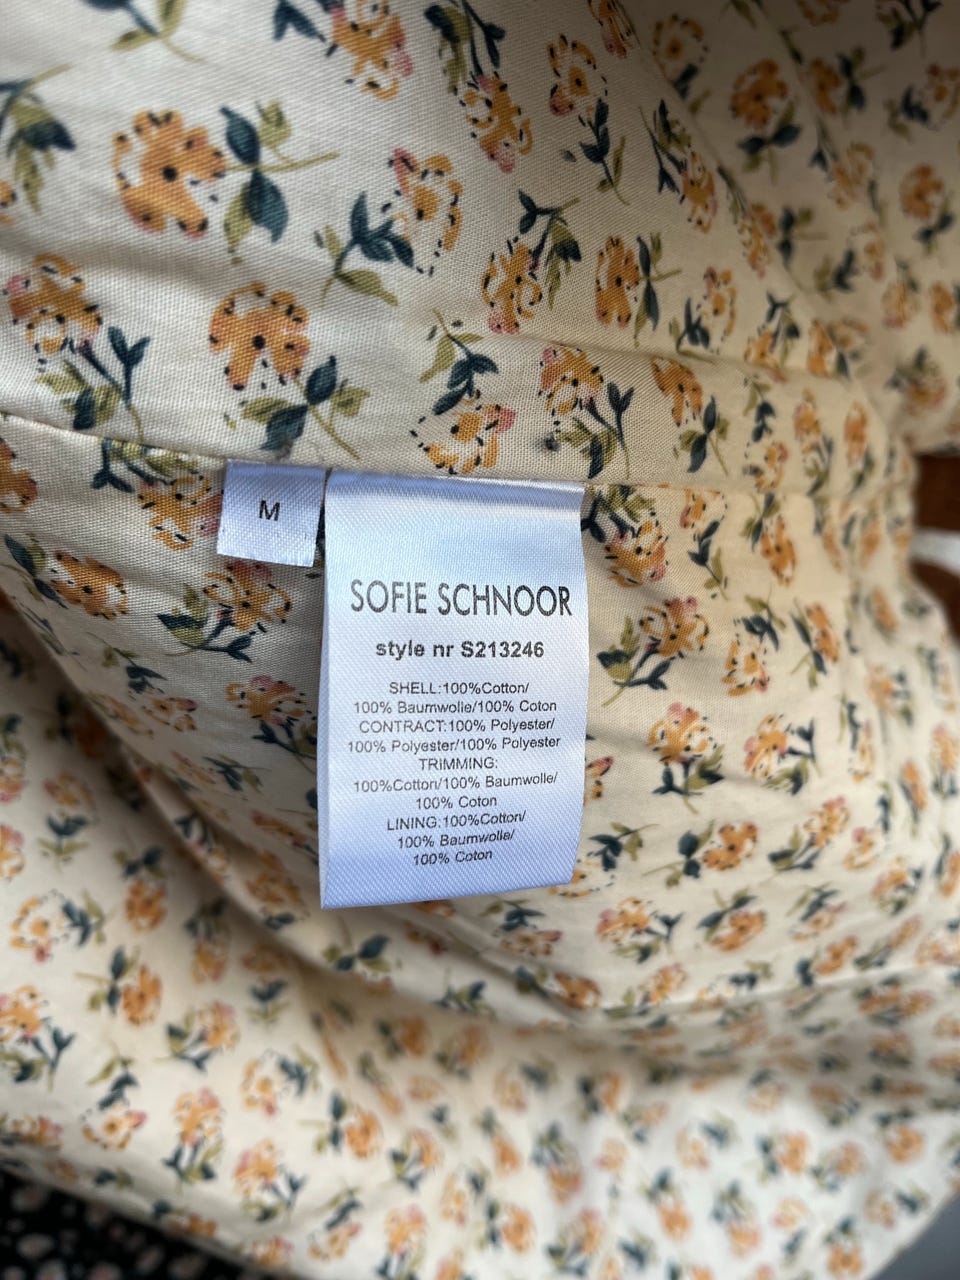 M
SOFIE SCHNOOR
style nr S213246
SHELL:100%Cotton/
100% Baumwolle/100% Coton
CONTRACT:100% Polyester/
100% Polyester/100% Polyester
TRIMMING:
100%Cotton/100% Baumwolle/
100% Coton
LINING:100%Cotton/
100% Baumwolle/
100% Coton